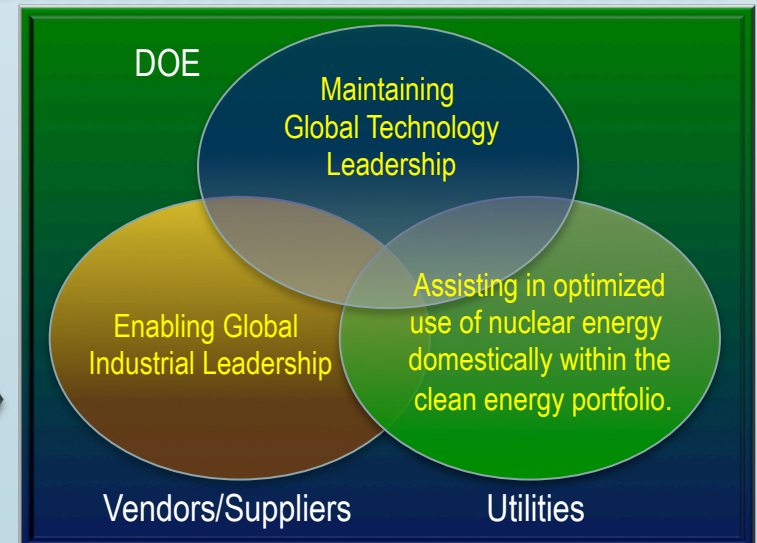 DOE
Maintaining
Global Technology
Leadership
Enabling Global
Industrial Leadership
Assisting in optimized
use of nuclear energy
domestically within the
clean energy portfolio.
Vendors/Suppliers
Utilities